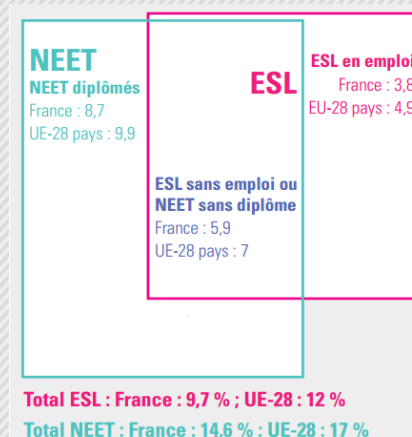 NEET
NEET diplômés
France : 8,7
UE-28 pays : 9,9
ESL
ESL en emploi
France : 3,8
EU-28 pays : 4,9
ESL sans emploi ou
NEET sans diplôme
France : 5,9
UE-28 pays : 7
Total ESL : France : 9,7 % ; UE-28 : 12 %
Total NEET : France : 14,6 % ; UE-28 : 17 %